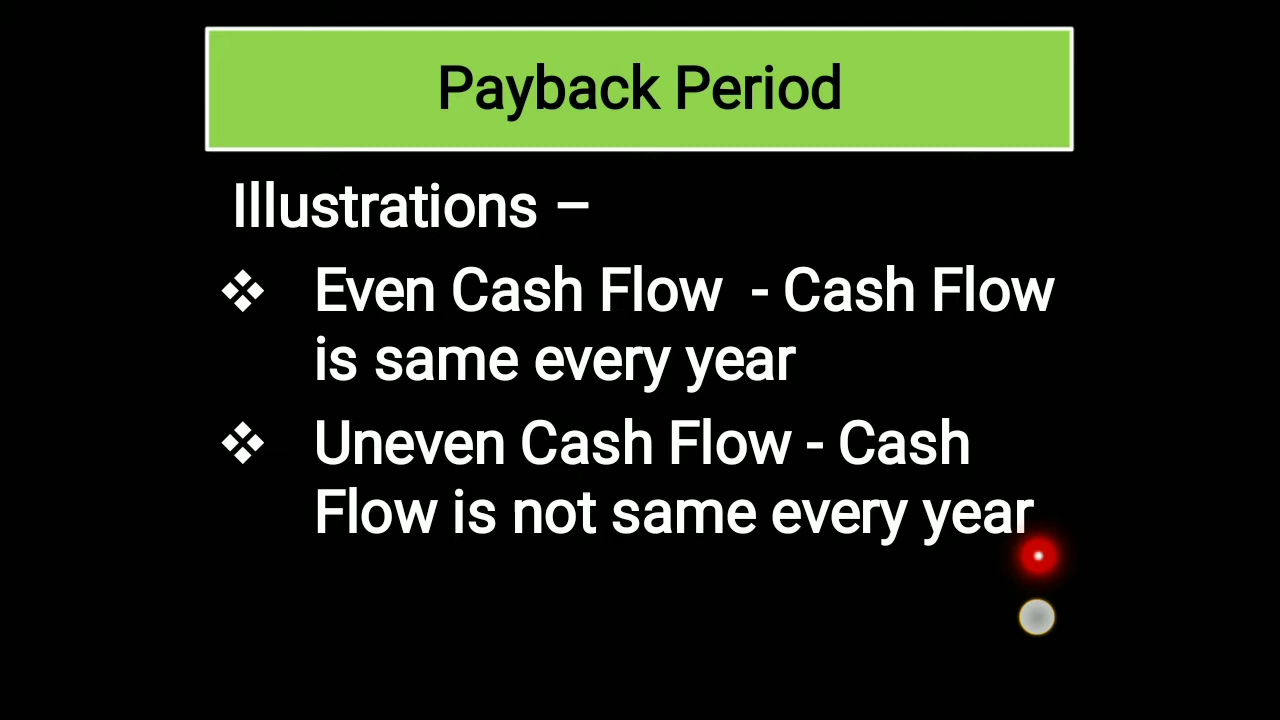 Payback Period
Illustrations –
❖ Even Cash Flow - Cash Flow
is same every year
❖ Uneven Cash Flow - Cash
Flow is not same every year